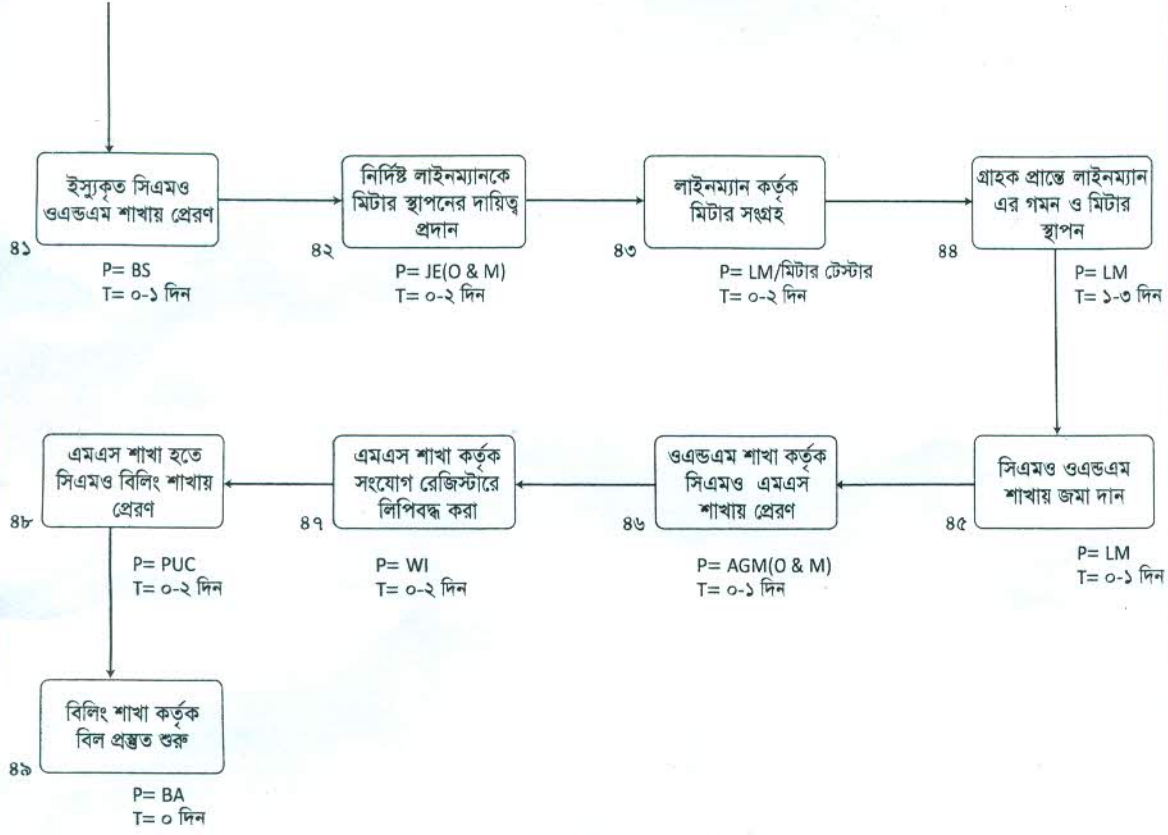 ইস্যুকৃত সিএমও
ওএন্ডএম শাখায় প্রেরণ
৪১
P= BS
T= ০-১ দিন
নির্দিষ্ট লাইনম্যানকে
মিটার স্থাপনের দায়িত্ব
প্রদান
৪২
P= JE(O & M)
T= ০-২ দিন
লাইনম্যান কর্তৃক
মিটার সংগ্রহ
৪৩
P= LM/মিটার টেস্টার
T= ০-২ দিন
গ্রাহক প্রান্তে লাইনম্যান
এর গমন ও মিটার
স্থাপন
৪৪
P= LM
T= ১-৩ দিন
সিএমও ওএন্ডএম
শাখায় জমা দান
৪৫
P= LM
T= ০-১ দিন
ওএন্ডএম শাখা কর্তৃক
সিএমও এমএস
শাখায় প্রেরণ
৪৬
P= AGM(O & M)
T= ০-১ দিন
এমএস শাখা কর্তৃক
সংযোগ রেজিস্টারে
লিপিবদ্ধ করা
৪৭
P= WI
T= ০-২ দিন
এমএস শাখা হতে
সিএমও বিলিং শাখায়
প্রেরণ
৪৮
P= PUC
T= ০-২ দিন
বিলিং শাখা কর্তৃক
বিল প্রস্তুত শুরু
৪৯
P= BA
T= ০ দিন